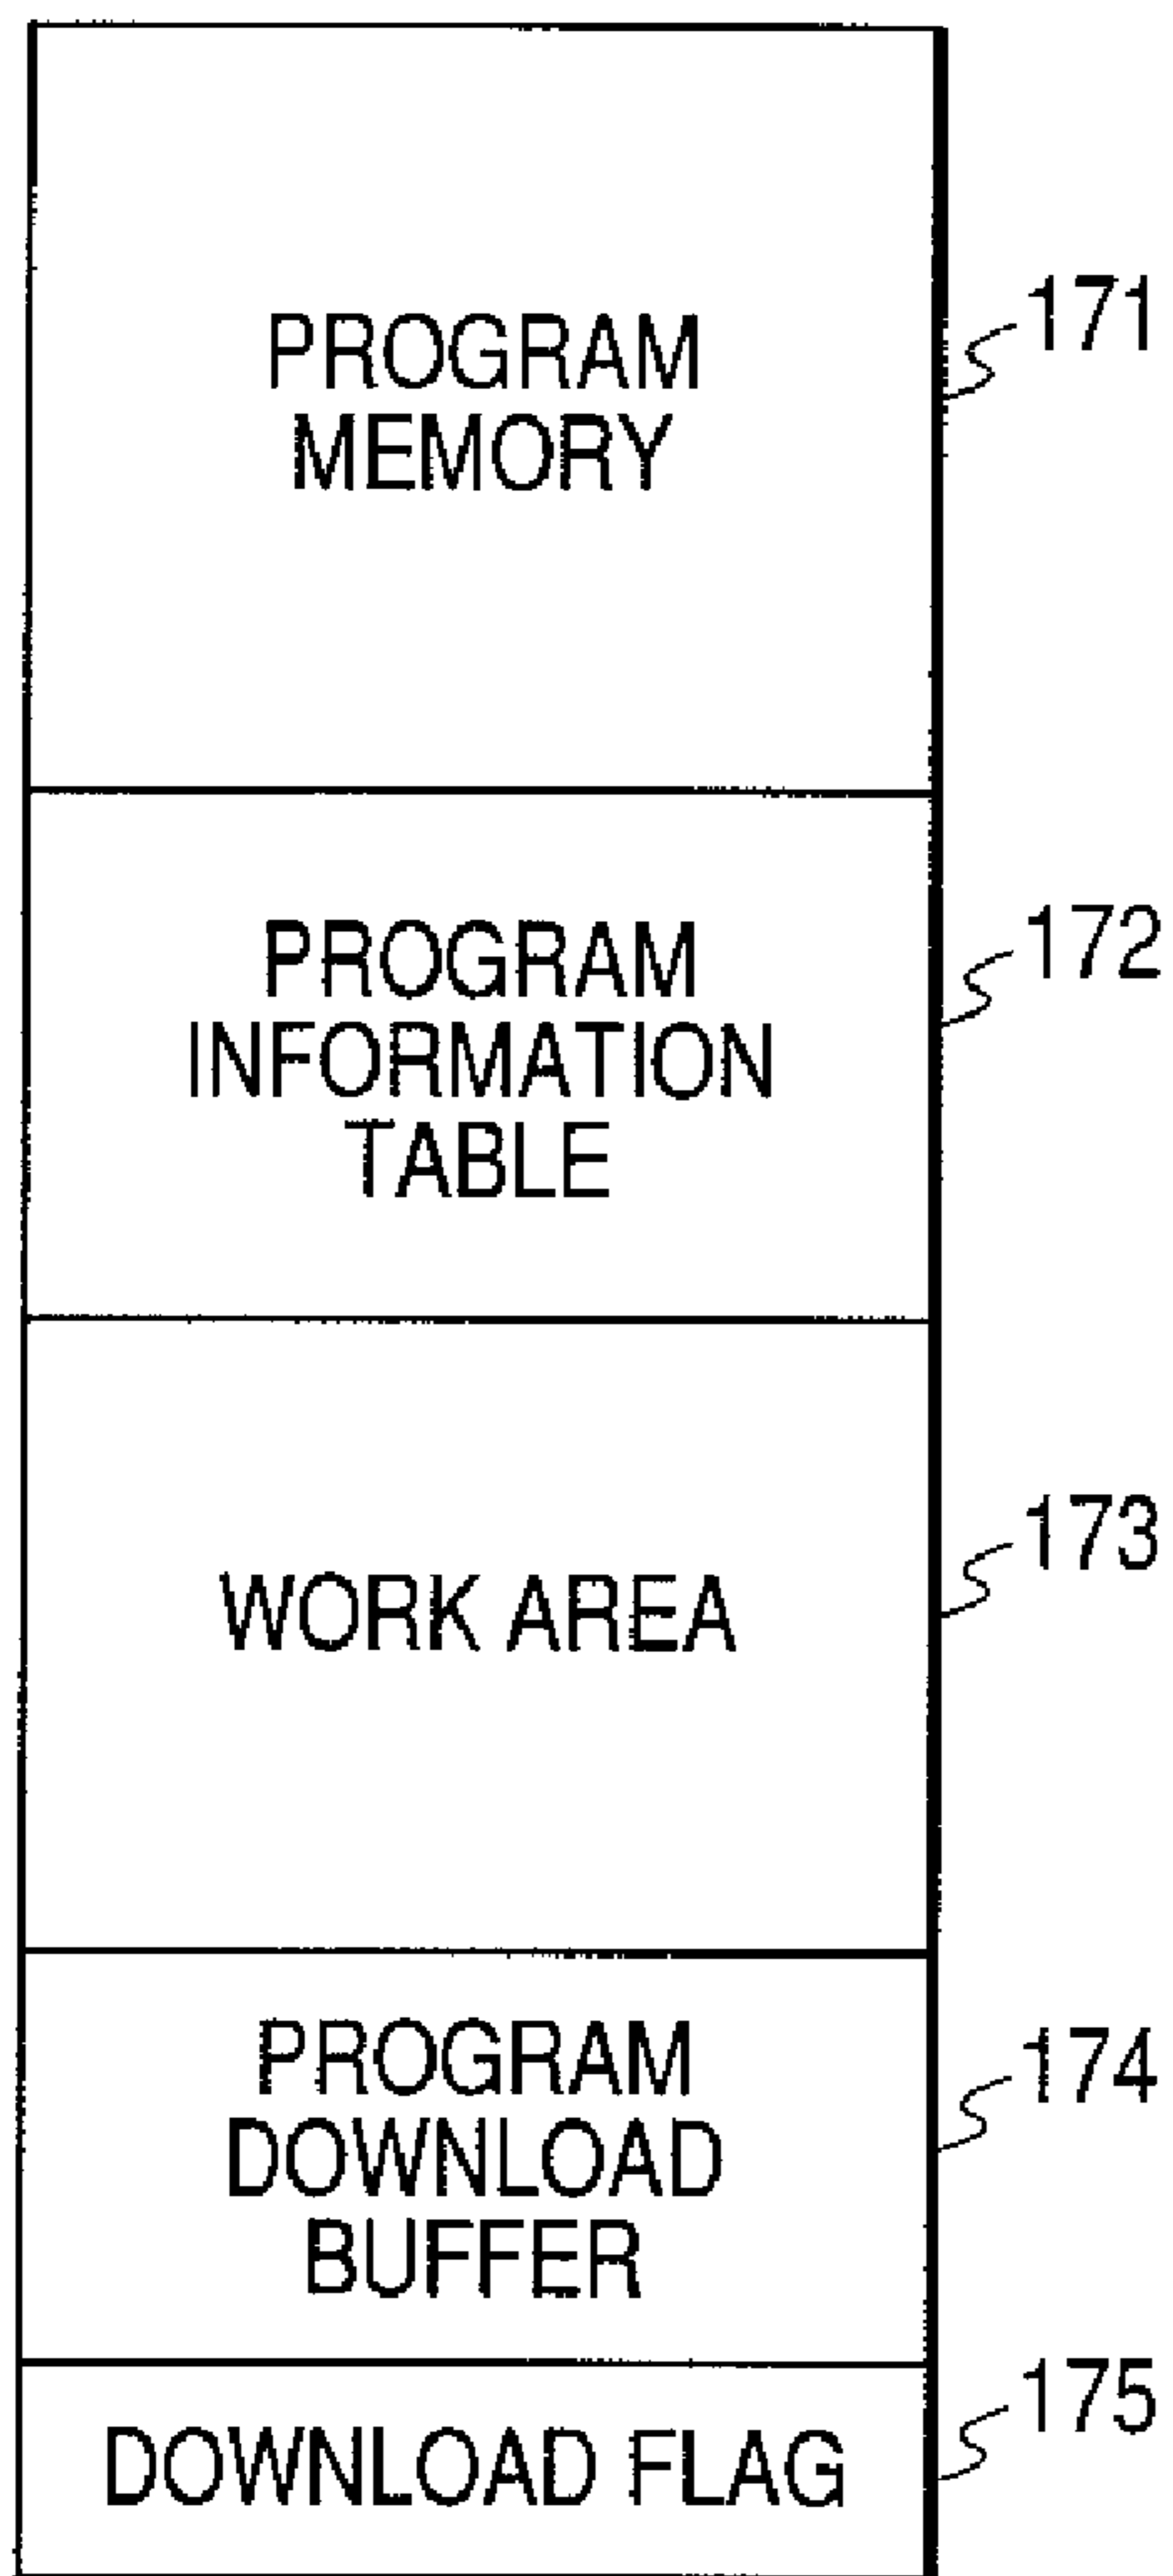 PROGRAM
MEMORY
171
PROGRAM
INFORMATION
TABLE
172
WORK AREA
173
PROGRAM
DOWNLOAD
BUFFER
174
DOWNLOAD FLAG
175